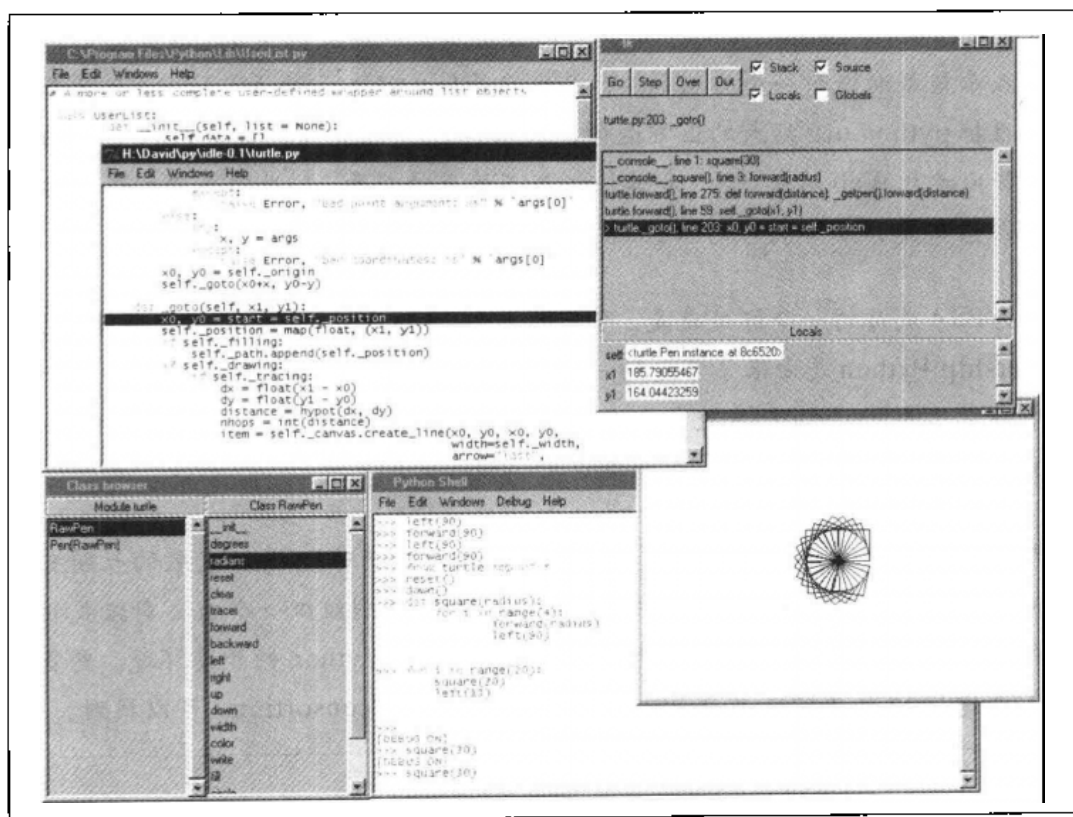 C:\Program Files\Python\Lib\UserList.py
File Edit Windows Help
# A more or less complete user-defined wrapper around list objects
class UserList:
def __init__(self, list = None):
self.data = []
H:\David\py\idle-0.1\turtle.py
File Edit Windows Help
except:
raise Error, "bad point argument: %s" % `args[0]`
else:
try:
x, y = args
except:
raise Error, "bad coordinates: %s" % `args[0]`
x0, y0 = self._origin
self._goto(x0+x, y0-y)
def _goto(self, x1, y1):
x0, y0 = start = self._position
self._position = map(float, (x1, y1))
if self._filling:
self._path.append(self._position)
if self._drawing:
if self._tracing:
dx = float(x1 - x0)
dy = float(y1 - y0)
distance = hypot(dx, dy)
nhops = int(distance)
item = self._canvas.create_line(x0, y0, x0, y0,
width=self._width,
arrow="last",
Go Step Over Out
Stack Source
Locals Globals
turtle.py:203: _goto()
__console__, line 1: square(30)
__console__.square(), line 3: forward(radius)
turtle.forward(), line 275: def forward(distance): _getpen().forward(distance)
turtle.forward(), line 59: self._goto(x1, y1)
> turtle._goto(), line 203: x0, y0 = start = self._position
Locals
self <turtle.Pen instance at 8c6520>
x1 185.79055467
y1 164.04423259
Class browser
Module turtle
RawPen
Pen(RawPen)
Class RawPen
__init__
degrees
radians
reset
clear
tracer
forward
backward
left
right
up
down
width
color
write
fill
circle
Python Shell
File Edit Windows Debug Help
>>> left(90)
>>> forward(90)
>>> left(90)
>>> forward(90)
>>> from turtle import *
>>> reset()
>>> down()
>>> def square(radius):
for i in range(4):
forward(radius)
left(90)
>>> for i in range(20):
square(30)
left(11)
>>>
[DEBUG ON]
>>> square(30)
[DEBUG ON]
>>> square(30)